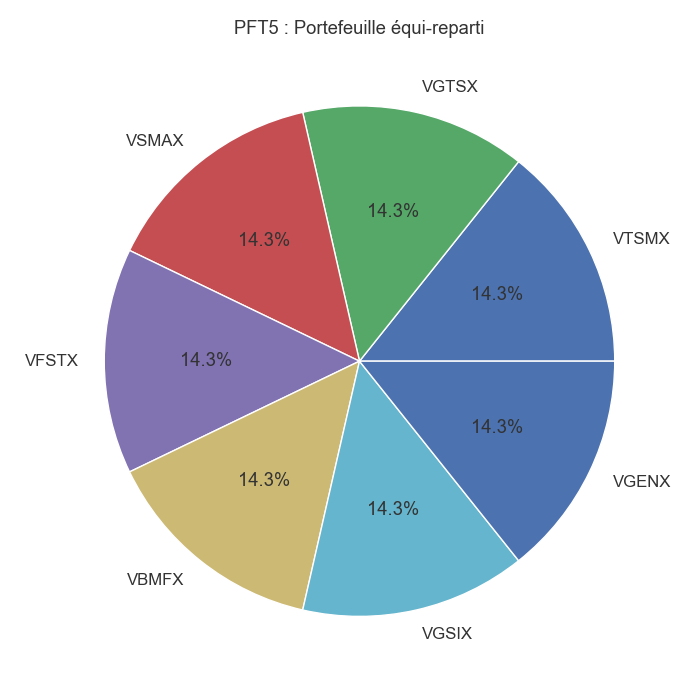 PFT5 : Portefeuille équi-reparti
VGTSX
VSMAX
VTSMX
VFSTX
VGENX
VBMFX
VGSIX
14.3%
14.3%
14.3%
14.3%
14.3%
14.3%
14.3%